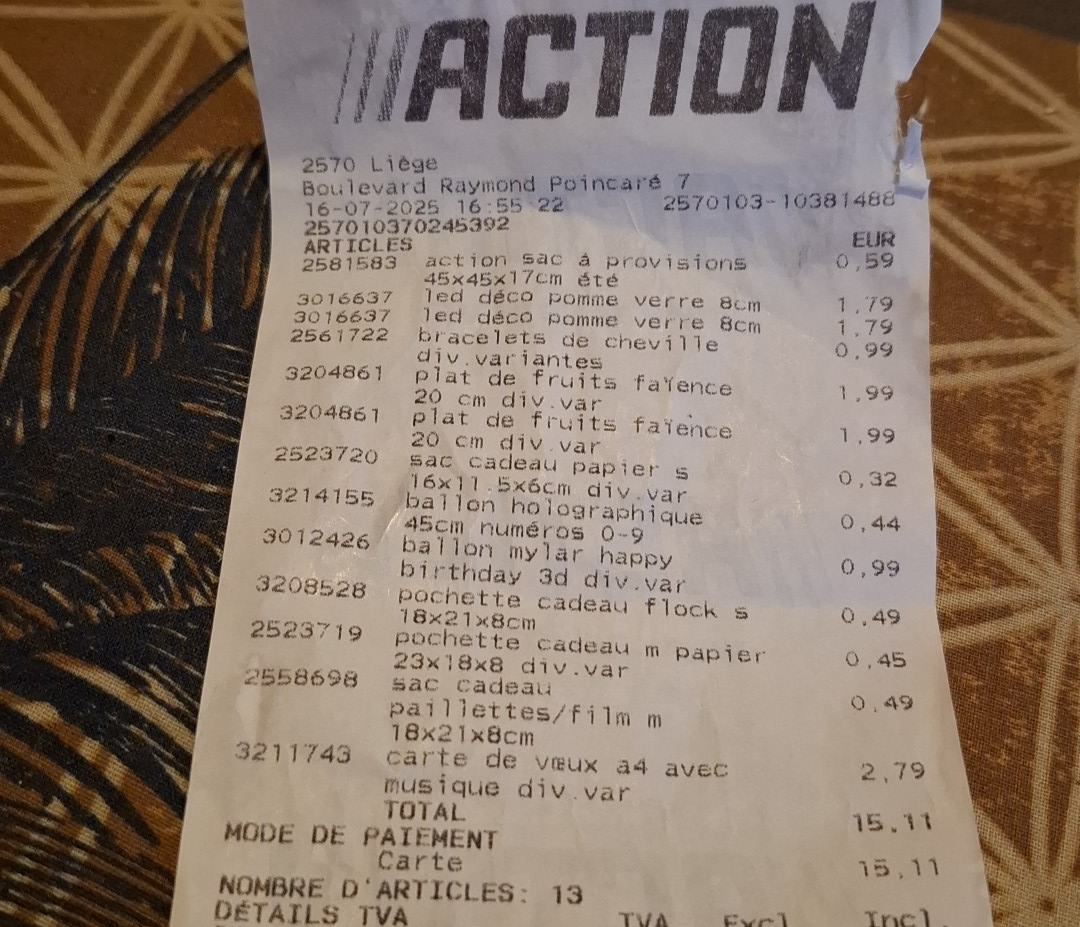 ACTION
2570 Liège
Boulevard Raymond Poincaré 7
16-07-2025 16:55:22 2570103-10381488
257010370245392
ARTICLES EUR
2581583 action sac à provisions 0,59
45x45x17cm été
3016637 led déco pomme verre 8cm 1,79
3016637 led déco pomme verre 8cm 1,79
2561722 bracelets de cheville 0,99
div.variantes
3204861 plat de fruits faïence 1,99
20 cm div.var
3204861 plat de fruits faïence 1,99
20 cm div.var
2523720 sac cadeau papier s 0,32
16x11.5x6cm div.var
3214155 ballon holographique 0,44
45cm numéros 0-9
3012426 ballon mylar happy 0,99
birthday 3d div.var
3208528 pochette cadeau flock s 0,49
18x21x8cm
2523719 pochette cadeau m papier 0,45
23x18x8 div.var
2558698 sac cadeau 0,49
paillettes/film m
18x21x8cm
3211743 carte de vœux a4 avec 2,79
musique div.var
TOTAL 15,11
MODE DE PAIEMENT
Carte 15,11
NOMBRE D'ARTICLES: 13
DÉTAILS TVA TVA Excl. Incl.